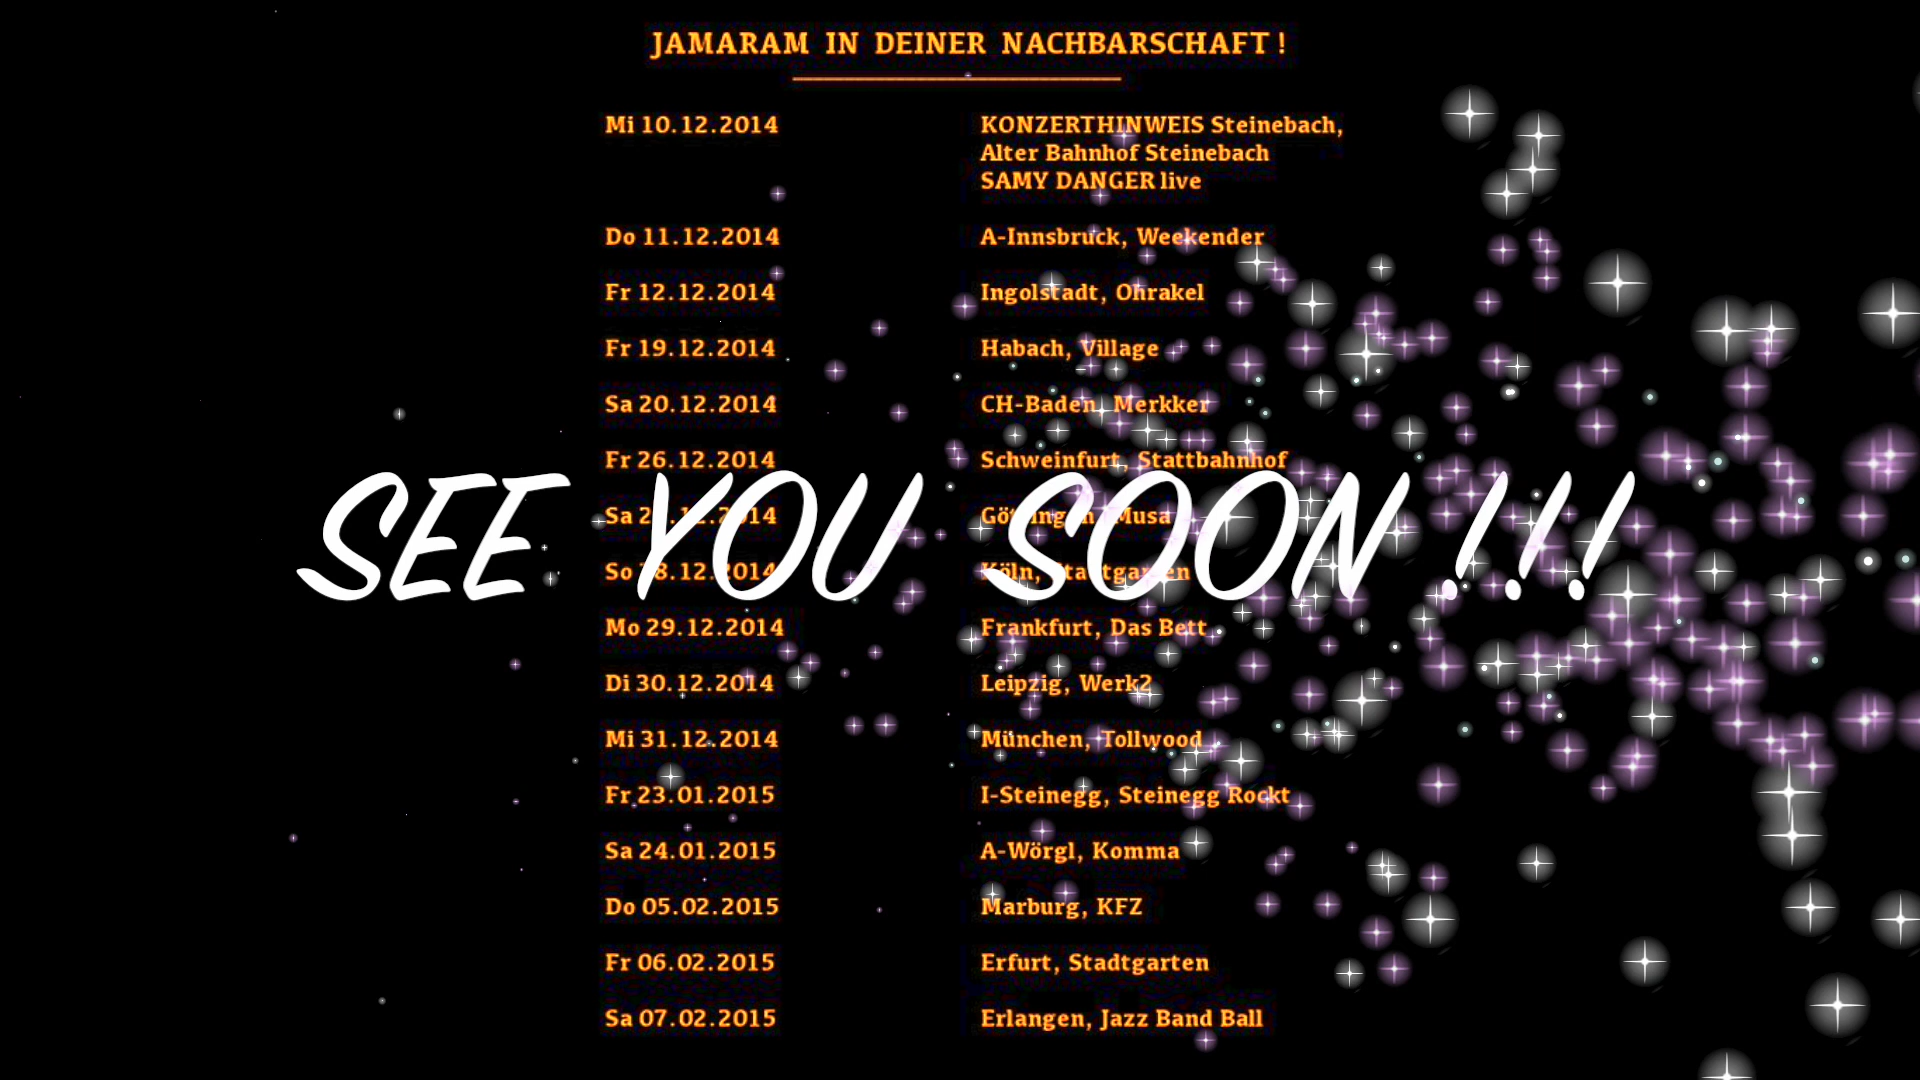 JAMARAM IN DEINER NACHBARSCHAFT!
Mi 10.12.2014 KONZERTHINWEIS Steinebach,
Alter Bahnhof Steinebach
SAMY DANGER live
Do 11.12.2014 A-Innsbruck, Weekender
Fr 12.12.2014 Ingolstadt, Ohrakel
Fr 19.12.2014 Habach, Village
Sa 20.12.2014 CH-Baden, Merkker
Fr 26.12.2014 Schweinfurt, Stattbahnhof
Sa Musa
SEE YOU SOON !!!
So Köln,
Mo 29.12.2014 Frankfurt, Das Bett
Di 30.12.2014 Leipzig, Werk2
Mi 31.12.2014 München, Tollwood
Fr 23.01.2015 I-Steinegg, Steinegg Rockt
Sa 24.01.2015 A-Wörgl, Komma
Do 05.02.2015 Marburg, KFZ
Fr 06.02.2015 Erfurt, Stadtgarten
Sa 07.02.2015 Erlangen, Jazz Band Ball